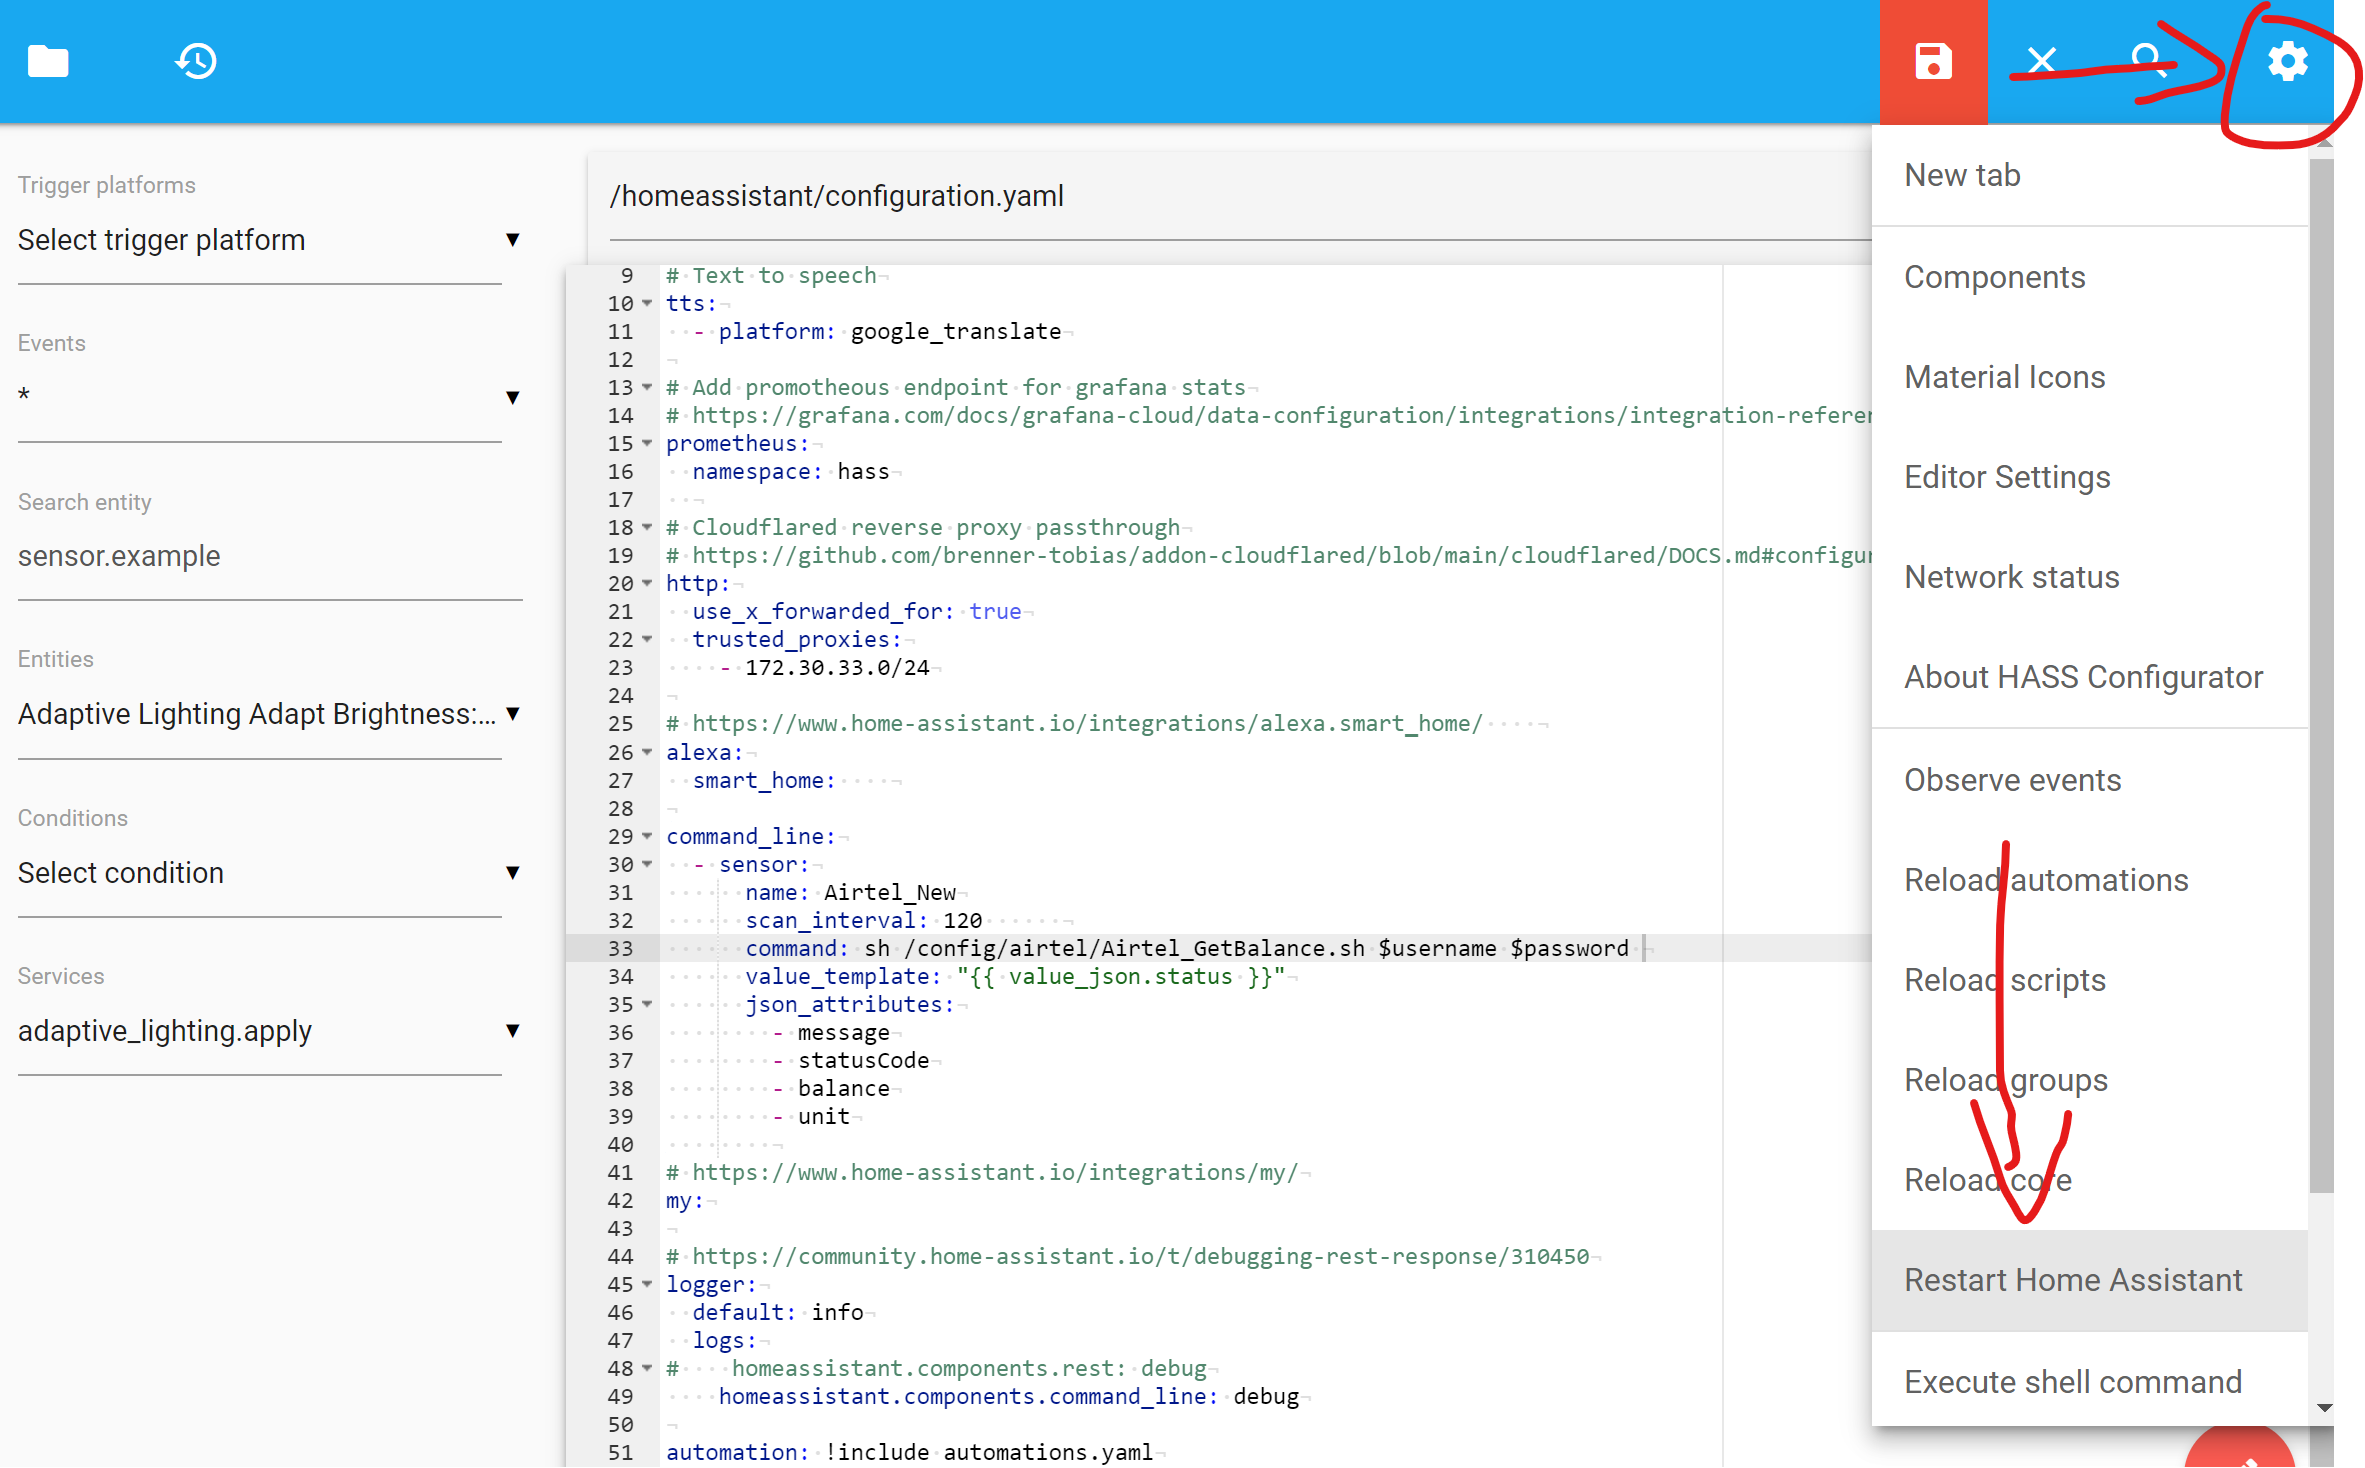 Trigger platforms
Select trigger platform
Events
*
Search entity
sensor.example
Entities
Adaptive Lighting Adapt Brightness:...
Conditions
Select condition
Services
adaptive_lighting.apply
/homeassistant/configuration.yaml
9 # Text to speech
10 tts:
11   - platform: google_translate
12
13 # Add promotheous endpoint for grafana stats
14 # https://grafana.com/docs/grafana-cloud/data-configuration/integrations/integration-refere
15 prometheus:
16   namespace: hass
17
18 # Cloudflared reverse proxy passthrough
19 # https://github.com/brenner-tobias/addon-cloudflared/blob/main/cloudflared/DOCS.md#configu
20 http:
21   use_x_forwarded_for: true
22   trusted_proxies:
23     - 172.30.33.0/24
24
25 # https://www.home-assistant.io/integrations/alexa.smart_home/
26 alexa:
27   smart_home:
28
29 command_line:
30   - sensor:
31       name: Airtel_New
32       scan_interval: 120
33       command: sh /config/airtel/Airtel_GetBalance.sh $username $password
34       value_template: "{{ value_json.status }}"
35       json_attributes:
36         - message
37         - statusCode
38         - balance
39         - unit
40
41 # https://www.home-assistant.io/integrations/my/
42 my:
43
44 # https://community.home-assistant.io/t/debugging-rest-response/310450
45 logger:
46   default: info
47   logs:
48 #    homeassistant.components.rest: debug
49     homeassistant.components.command_line: debug
50
51 automation: !include automations.yaml
New tab
Components
Material Icons
Editor Settings
Network status
About HASS Configurator
Observe events
Reload automations
Reload scripts
Reload groups
Reload core
Restart Home Assistant
Execute shell command